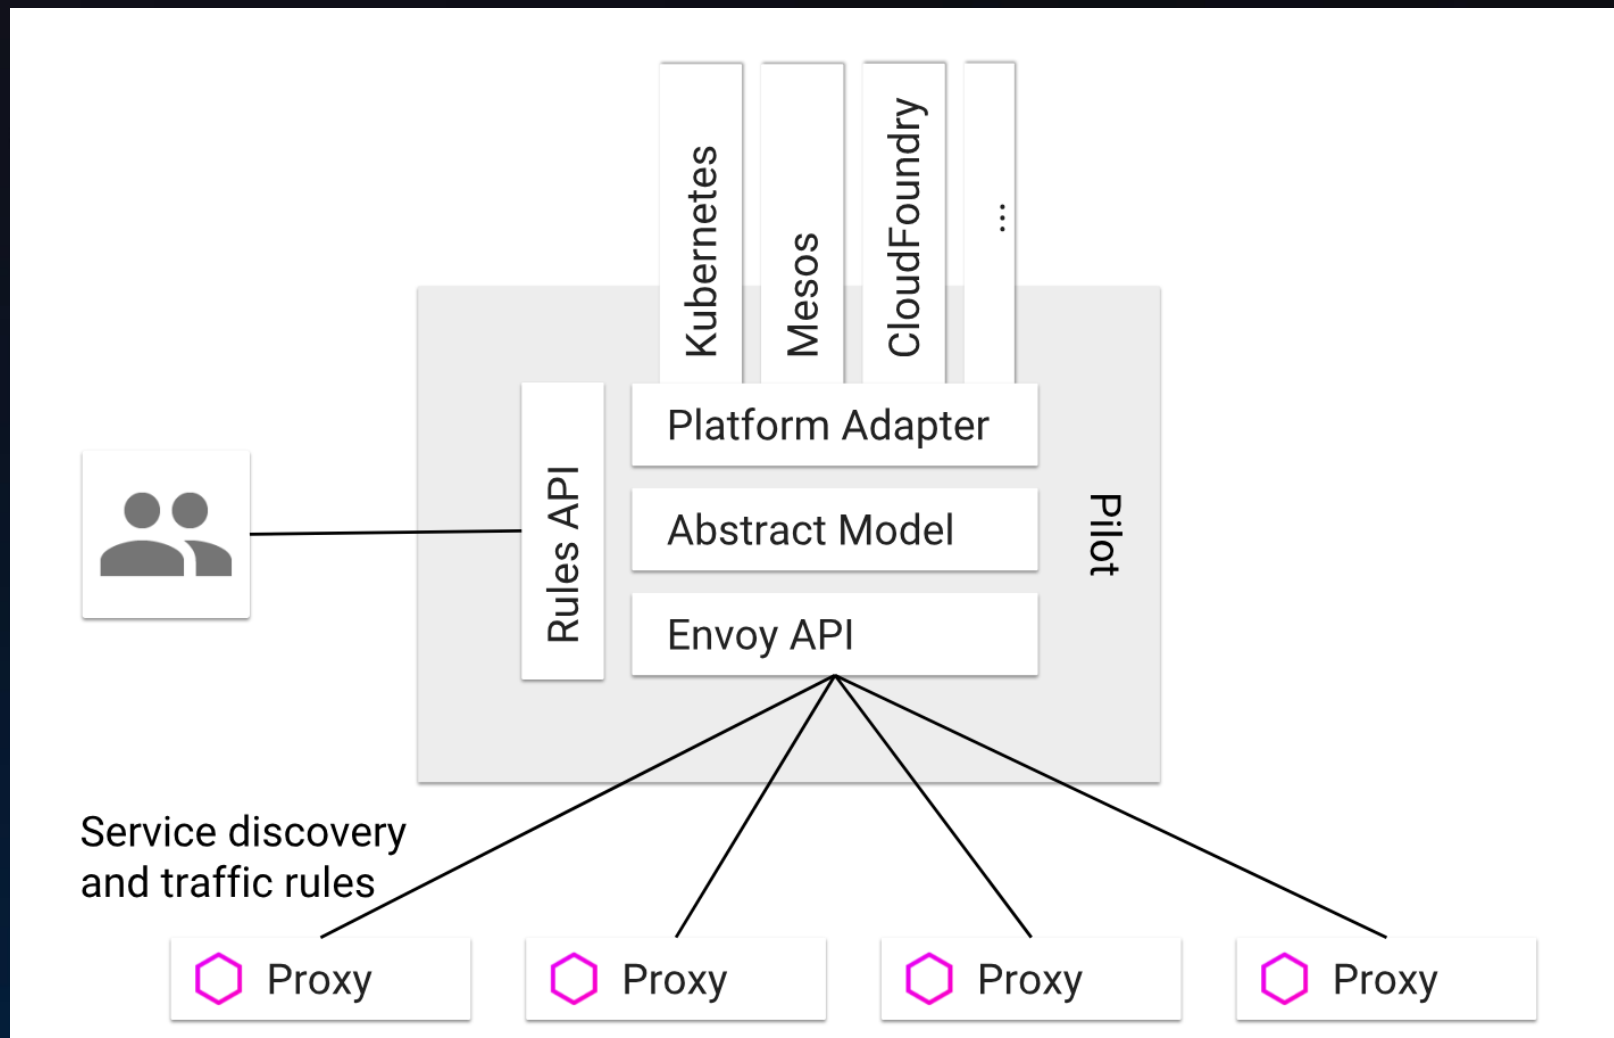 Kubernetes
Mesos
CloudFoundry
...
Platform Adapter
Rules API
Abstract Model
Pilot
Envoy API
Service discovery
and traffic rules
Proxy
Proxy
Proxy
Proxy